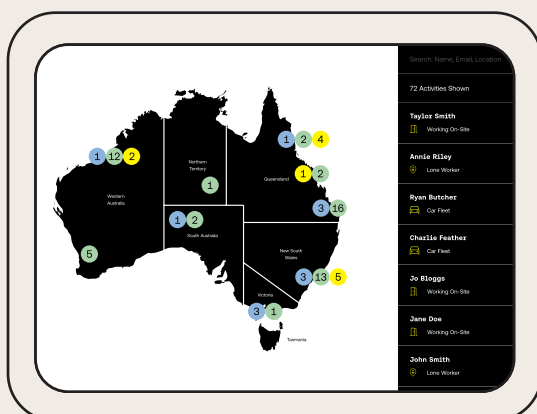 Search: Name, Email, Location
72 Activities Shown
Taylor Smith
Working On-Site
Annie Riley
Lone Worker
Ryan Butcher
Car Fleet
Charlie Feather
Car Fleet
Jo Bloggs
Working On-Site
Jane Doe
Working On-Site
John Smith
Lone Worker
1 2 4
1 12 2
Northern
Territory
1 2
Queensland
1
Western
Australia
3 16
1 2
South Australia
5
New South
Wales
3 13 5
Victoria
3 1
Tasmania